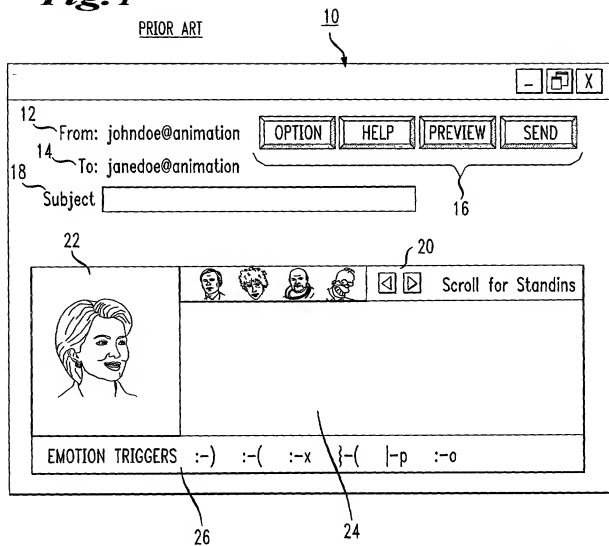 Fig. 1
PRIOR ART
10
12 From: johndoe@animation OPTION HELP PREVIEW SEND
14 To: janedoe@animation
18 Subject
16
22
20
Scroll for Standins
EMOTION TRIGGERS :-) :-( :-x }-( |-p :-o
26
24